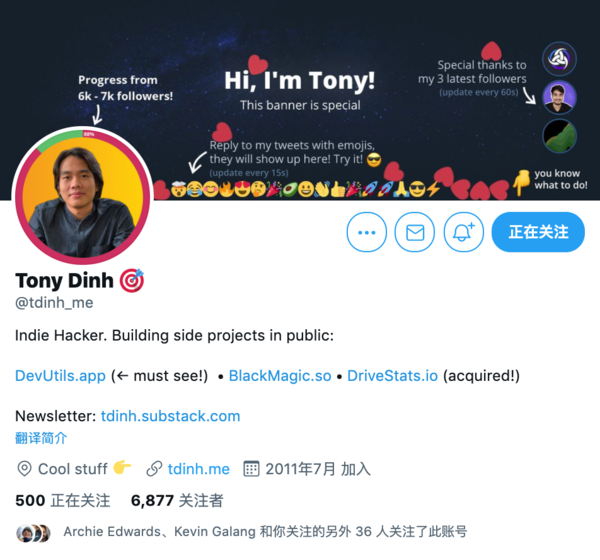 Progress from
6k - 7k followers!
Hi, I'm Tony!
This banner is special
Special thanks to
my 3 latest followers
(update every 60s)
Reply to my tweets with emojis,
they will show up here! Try it! 😎
(update every 15s)
you know
what to do!
88%
正在关注
Tony Dinh 🎯
@tdinh_me
Indie Hacker. Building side projects in public:
DevUtils.app (← must see!) • BlackMagic.so • DriveStats.io (acquired!)
Newsletter: tdinh.substack.com
翻译简介
Cool stuff 👉 tdinh.me 2011年7月 加入
500 正在关注 6,877 关注者
Archie Edwards、Kevin Galang 和你关注的另外 36 人关注了此账号